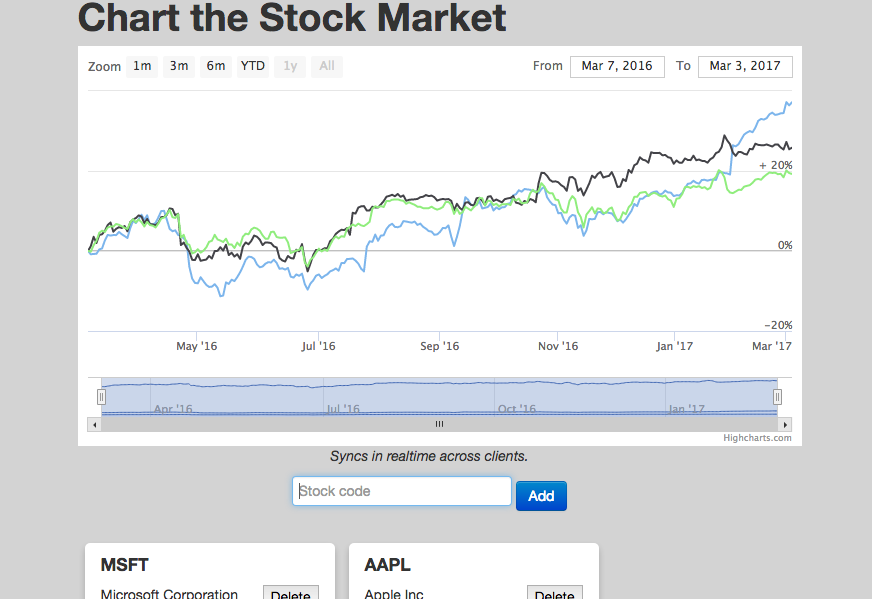 Chart the Stock Market
Zoom 1m 3m 6m YTD 1y All From Mar 7, 2016 To Mar 3, 2017
+ 20%
0%
-20%
May '16 Jul '16 Sep '16 Nov '16 Jan '17 Mar '17
Apr '16 Jul '16 Oct '16 Jan '17
Highcharts.com
Syncs in realtime across clients.
Stock code Add
MSFT AAPL
Microsoft Corporation Delete Apple Inc Delete